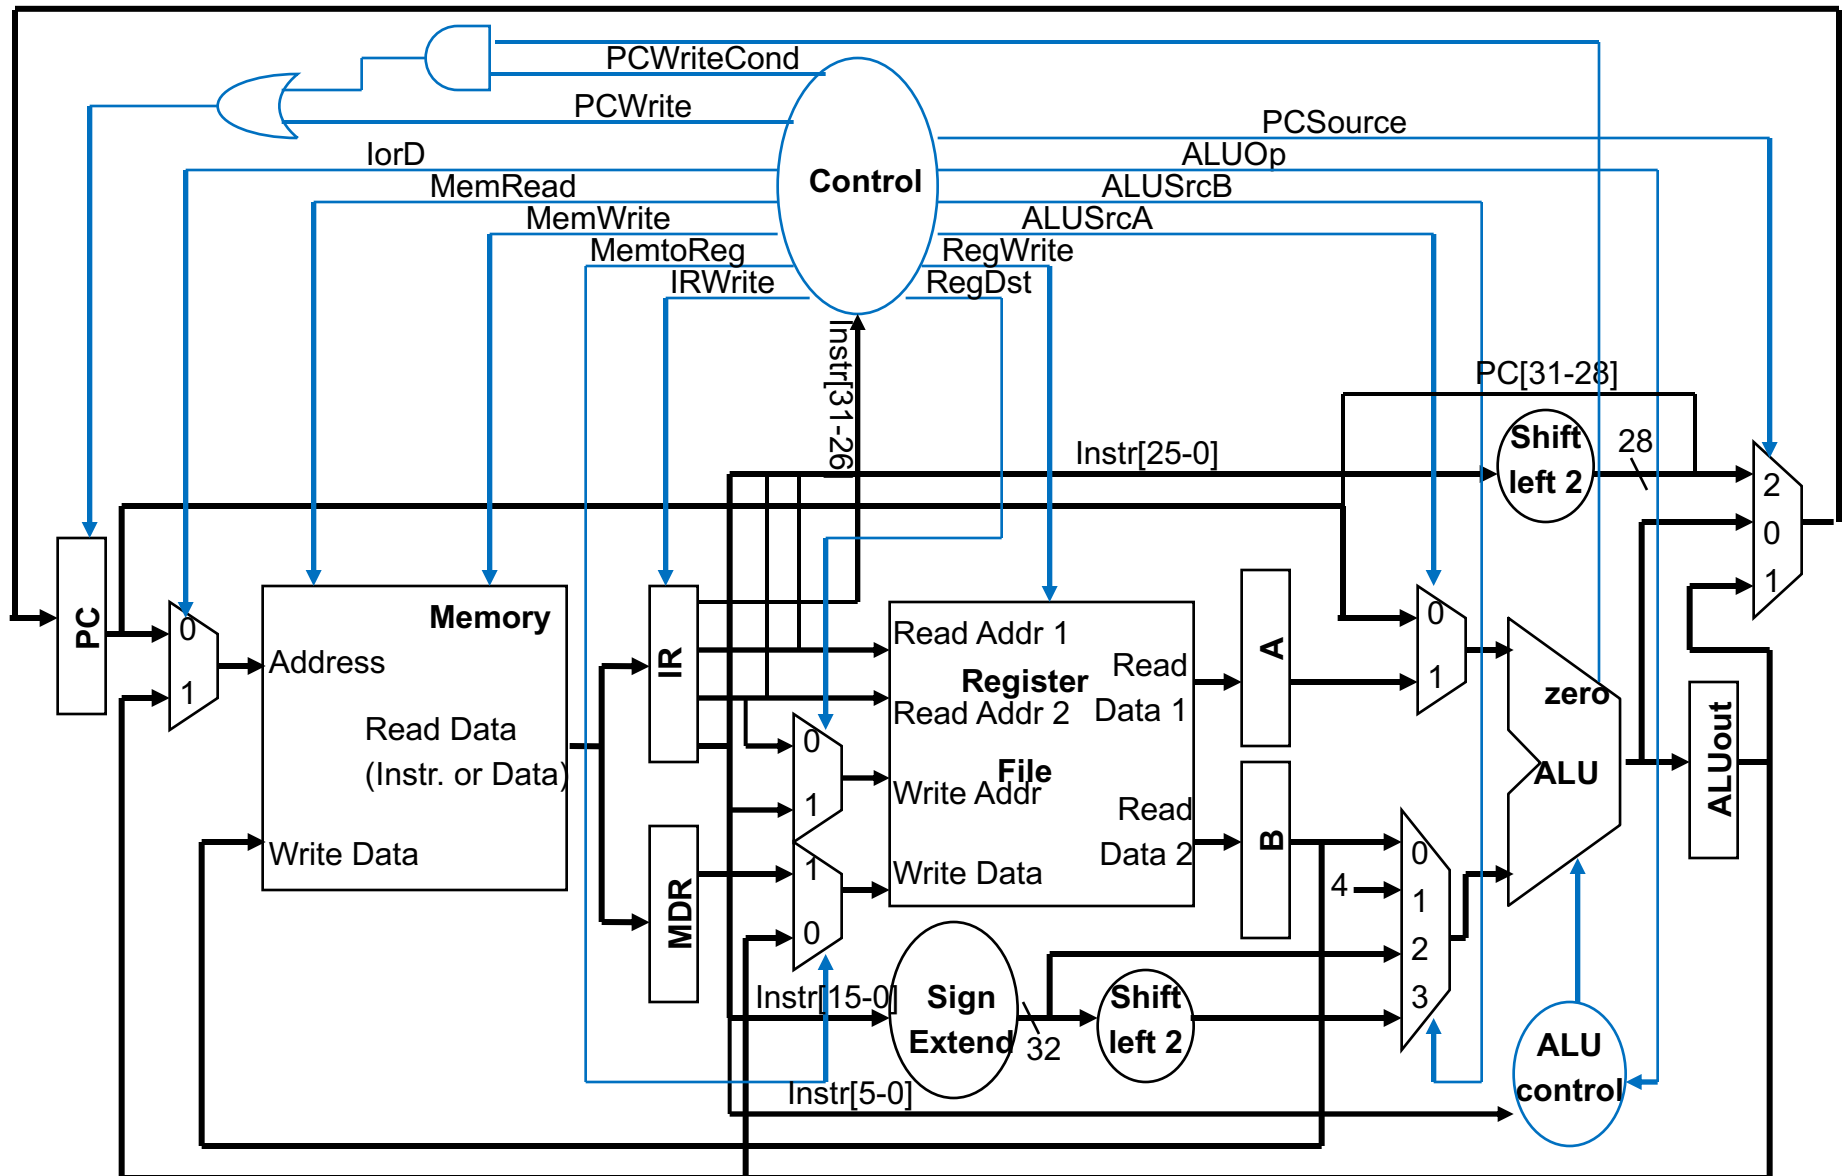 PCWriteCond
PCWrite
PCSource
IorD
ALUOp
MemRead
Control
ALUSrcB
MemWrite
ALUSrcA
MemtoReg
RegWrite
IRWrite
RegDst
Instr[31-26]
PC[31-28]
Instr[25-0]
Shift
left 2
28
2
0
1
PC
0
1
Memory
Address
Read Data
(Instr. or Data)
Write Data
IR
MDR
0
1
1
0
Read Addr 1
Register
Read Addr 2
File
Write Addr
Write Data
Read
Data 1
Read
Data 2
A
B
0
1
4
0
1
2
3
zero
ALU
ALUout
Instr[15-0]
Sign
Extend
32
Shift
left 2
ALU
control
Instr[5-0]